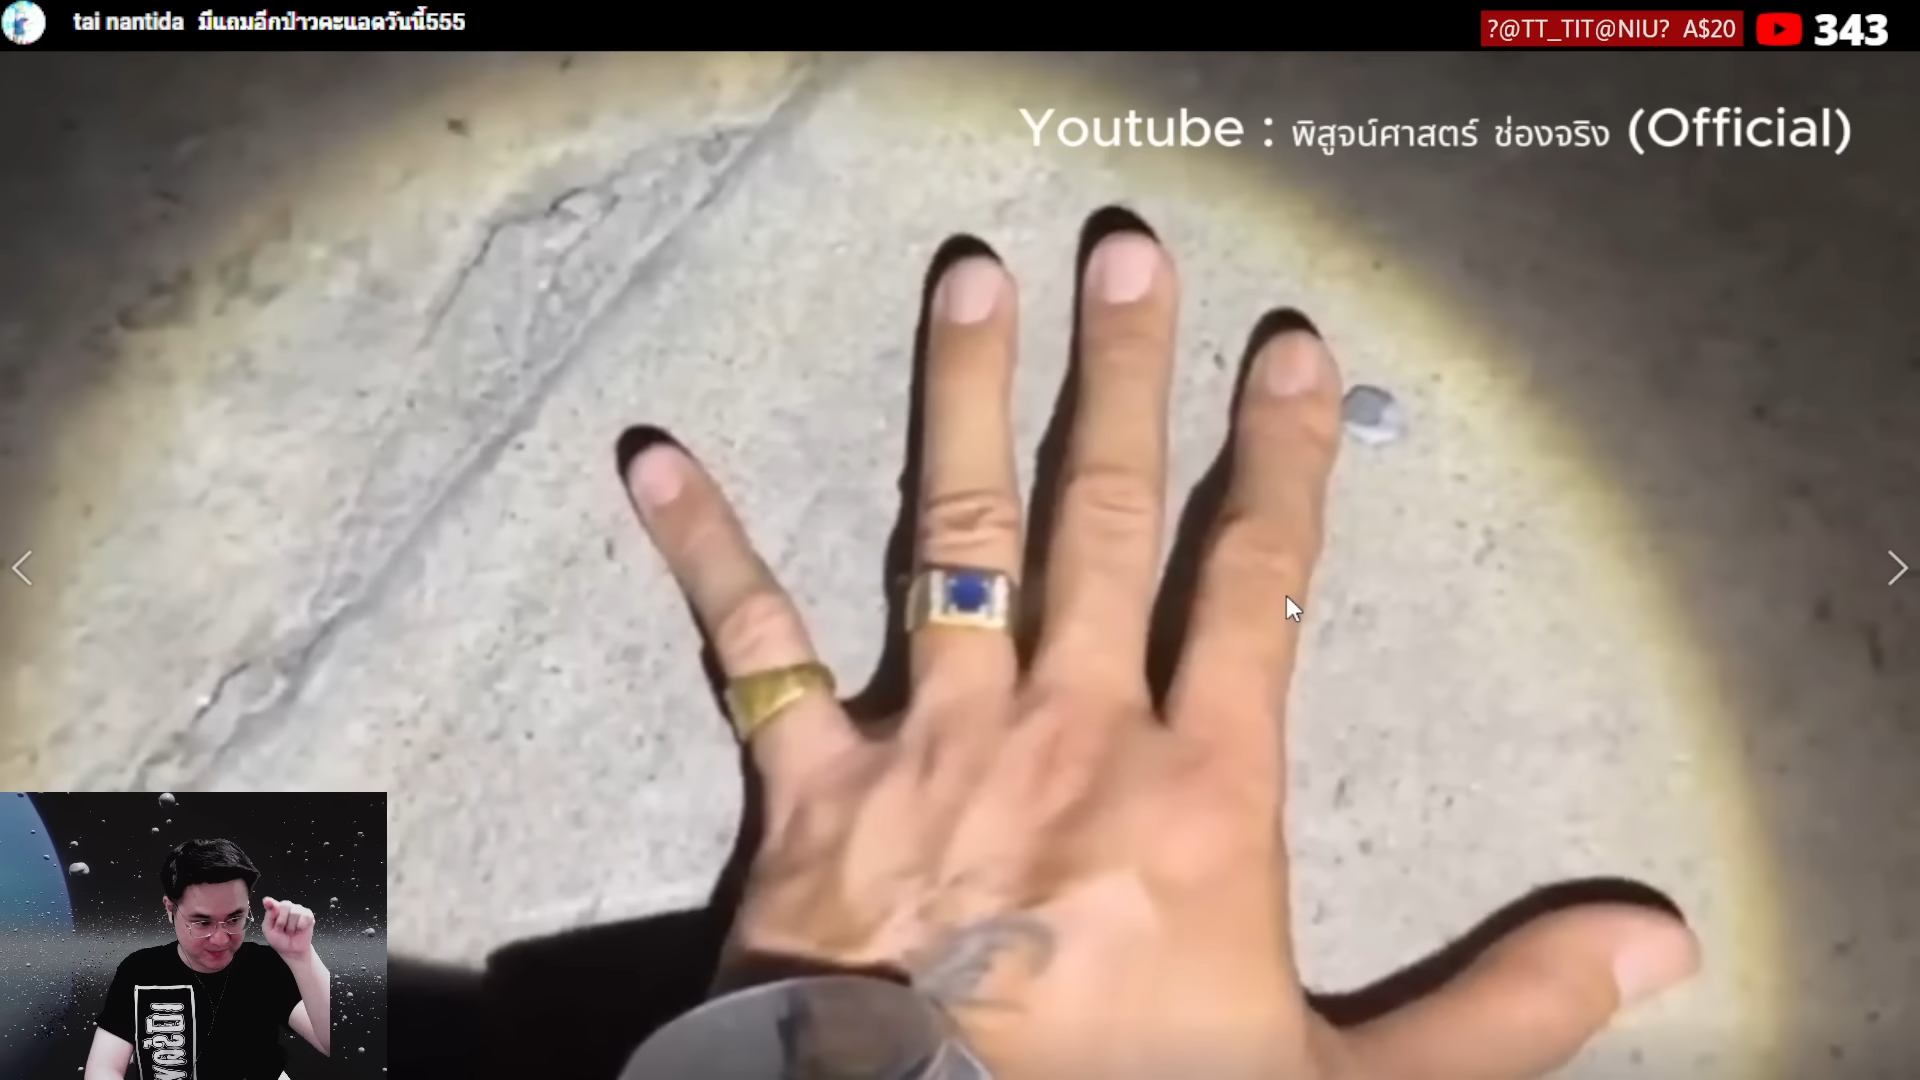 tai nantida มีแถมอีกป่าวคะแอดวันนี้555
?@TT_TIT@NIU? A$20
343
Youtube : พิสูจน์ศาสตร์ ช่องจริง (Official)